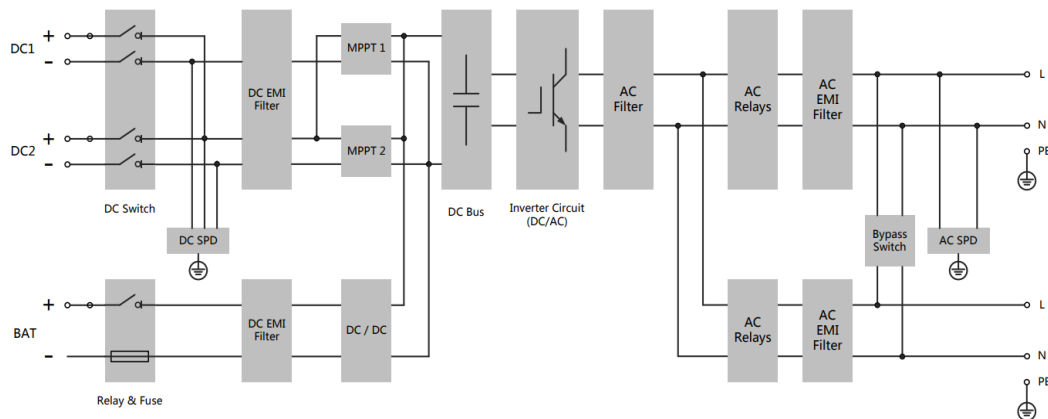 DC1
+
-
DC2
+
-
DC Switch
DC SPD
DC EMI
Filter
MPPT 1
MPPT 2
DC Bus
Inverter Circuit
(DC/AC)
AC
Filter
AC
Relays
AC
EMI
Filter
L
N
PE
Bypass
Switch
AC SPD
BAT
+
-
Relay & Fuse
DC EMI
Filter
DC / DC
AC
Relays
AC
EMI
Filter
L
N
PE